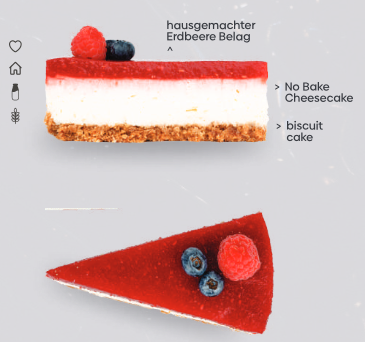 hausgemachter
Erdbeere Belag
^
> No Bake
Cheesecake
> biscuit
cake